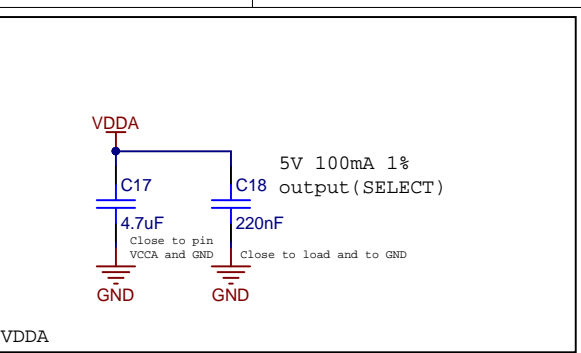 VDDA
5V 100mA 1%
C17
C18
output(SELECT)
4.7uF
220nF
Close to pin
VCCA and GND
Close to load and to GND
GND
GND
VDDA